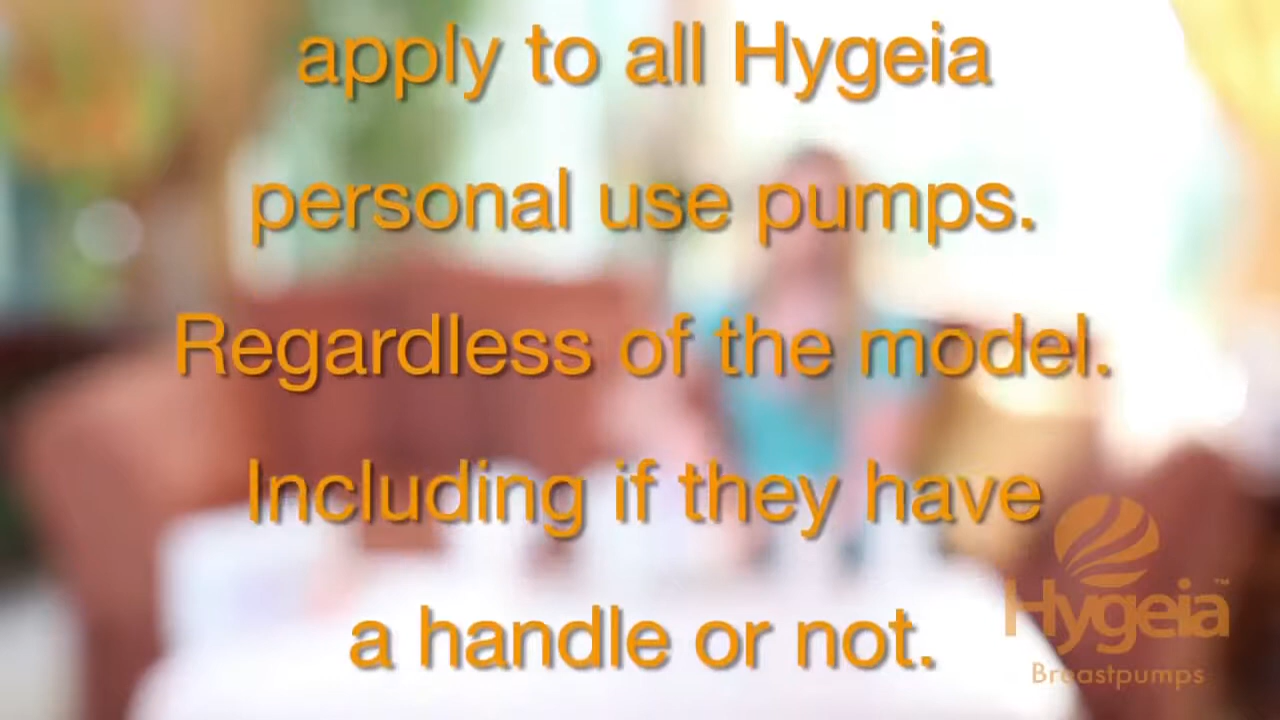 apply to all Hygeia
personal use pumps.
Regardless of the model.
Including if they have
a handle or not.
Hygeia™
Breastpumps